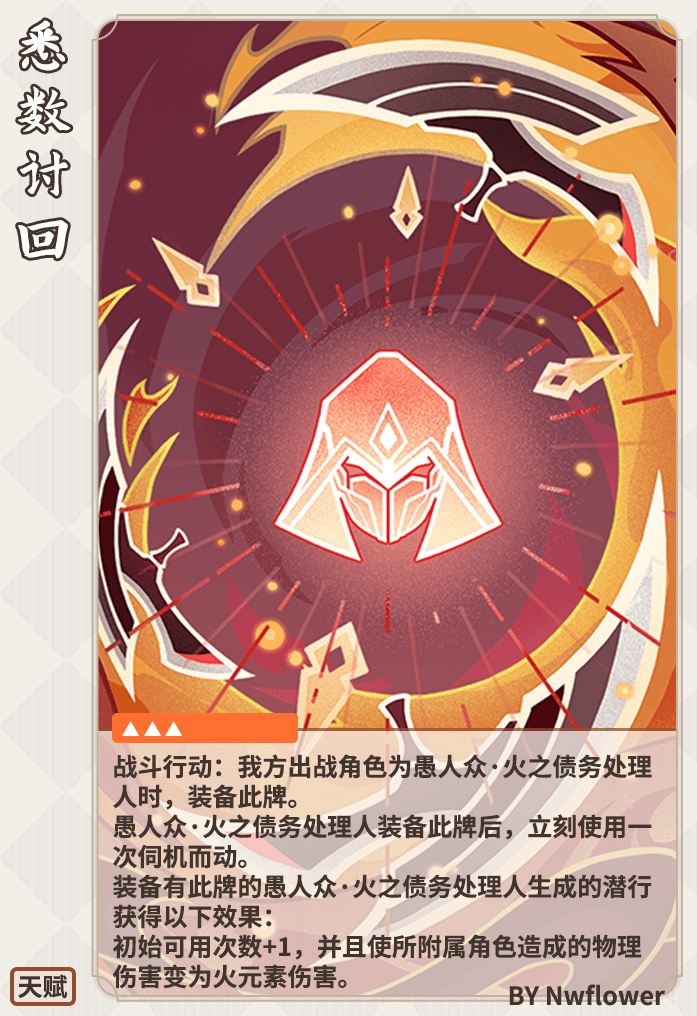 悉数讨回
战斗行动：我方出战角色为愚人众·火之债务处理
人时，装备此牌。
愚人众·火之债务处理人装备此牌后，立刻使用一
次伺机而动。
装备有此牌的愚人众·火之债务处理人生成的潜行
获得以下效果：
初始可用次数+1，并且使所附属角色造成的物理
伤害变为火元素伤害。
天赋
BY Nwflower